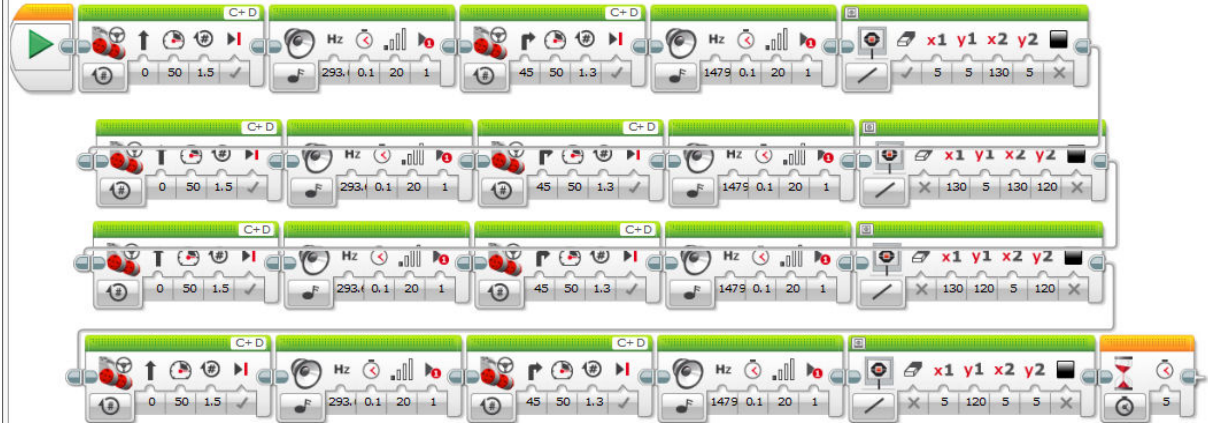 C+D C+D
Hz # Hz x1 y1 x2 y2
# 0 50 1.5 293.( 0.1 20 1 # 45 50 1.3 1479 0.1 20 1 5 5 130 5
C+D C+D
# Hz # Hz x1 y1 x2 y2
# 0 50 1.5 293.( 0.1 20 1 # 45 50 1.3 1479 0.1 20 1 130 5 130 120
C+D C+D
# Hz # Hz x1 y1 x2 y2
# 0 50 1.5 293.( 0.1 20 1 # 45 50 1.3 1479 0.1 20 1 130 120 5 120
C+D C+D
# Hz # Hz x1 y1 x2 y2
# 0 50 1.5 293.( 0.1 20 1 # 45 50 1.3 1479 0.1 20 1 5 120 5 5 5